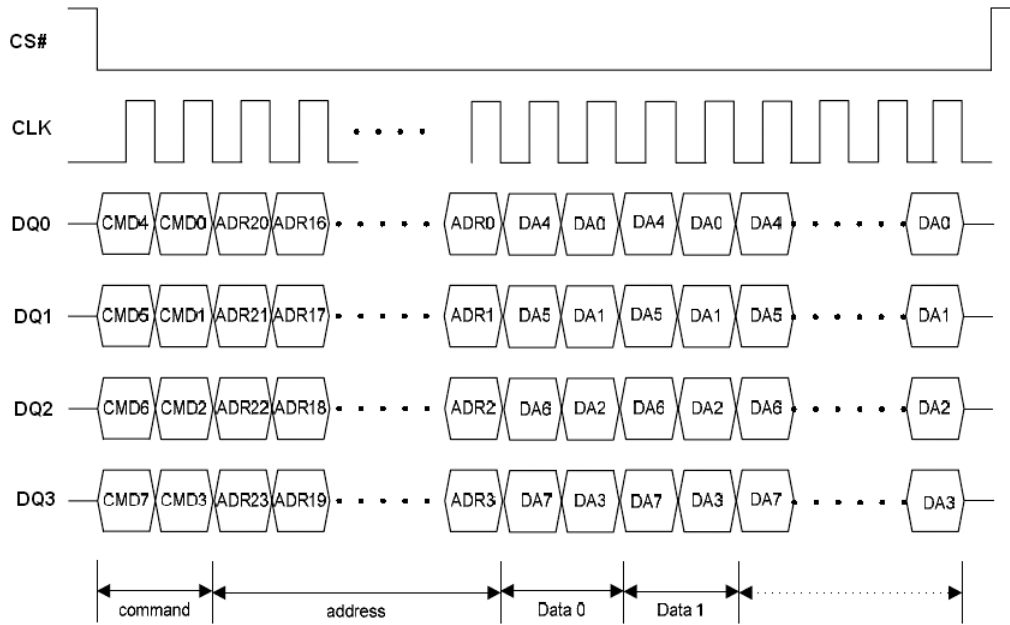 CS#
CLK
DQ0 CMD4 CMD0 ADR20 ADR16 ADR0 DA4 DA0 DA4 DA0 DA4 DA0
DQ1 CMD5 CMD1 ADR21 ADR17 ADR1 DA5 DA1 DA5 DA1 DA5 DA1
DQ2 CMD6 CMD2 ADR22 ADR18 ADR2 DA6 DA2 DA6 DA2 DA6 DA2
DQ3 CMD7 CMD3 ADR23 ADR19 ADR3 DA7 DA3 DA7 DA3 DA7 DA3
command address Data 0 Data 1